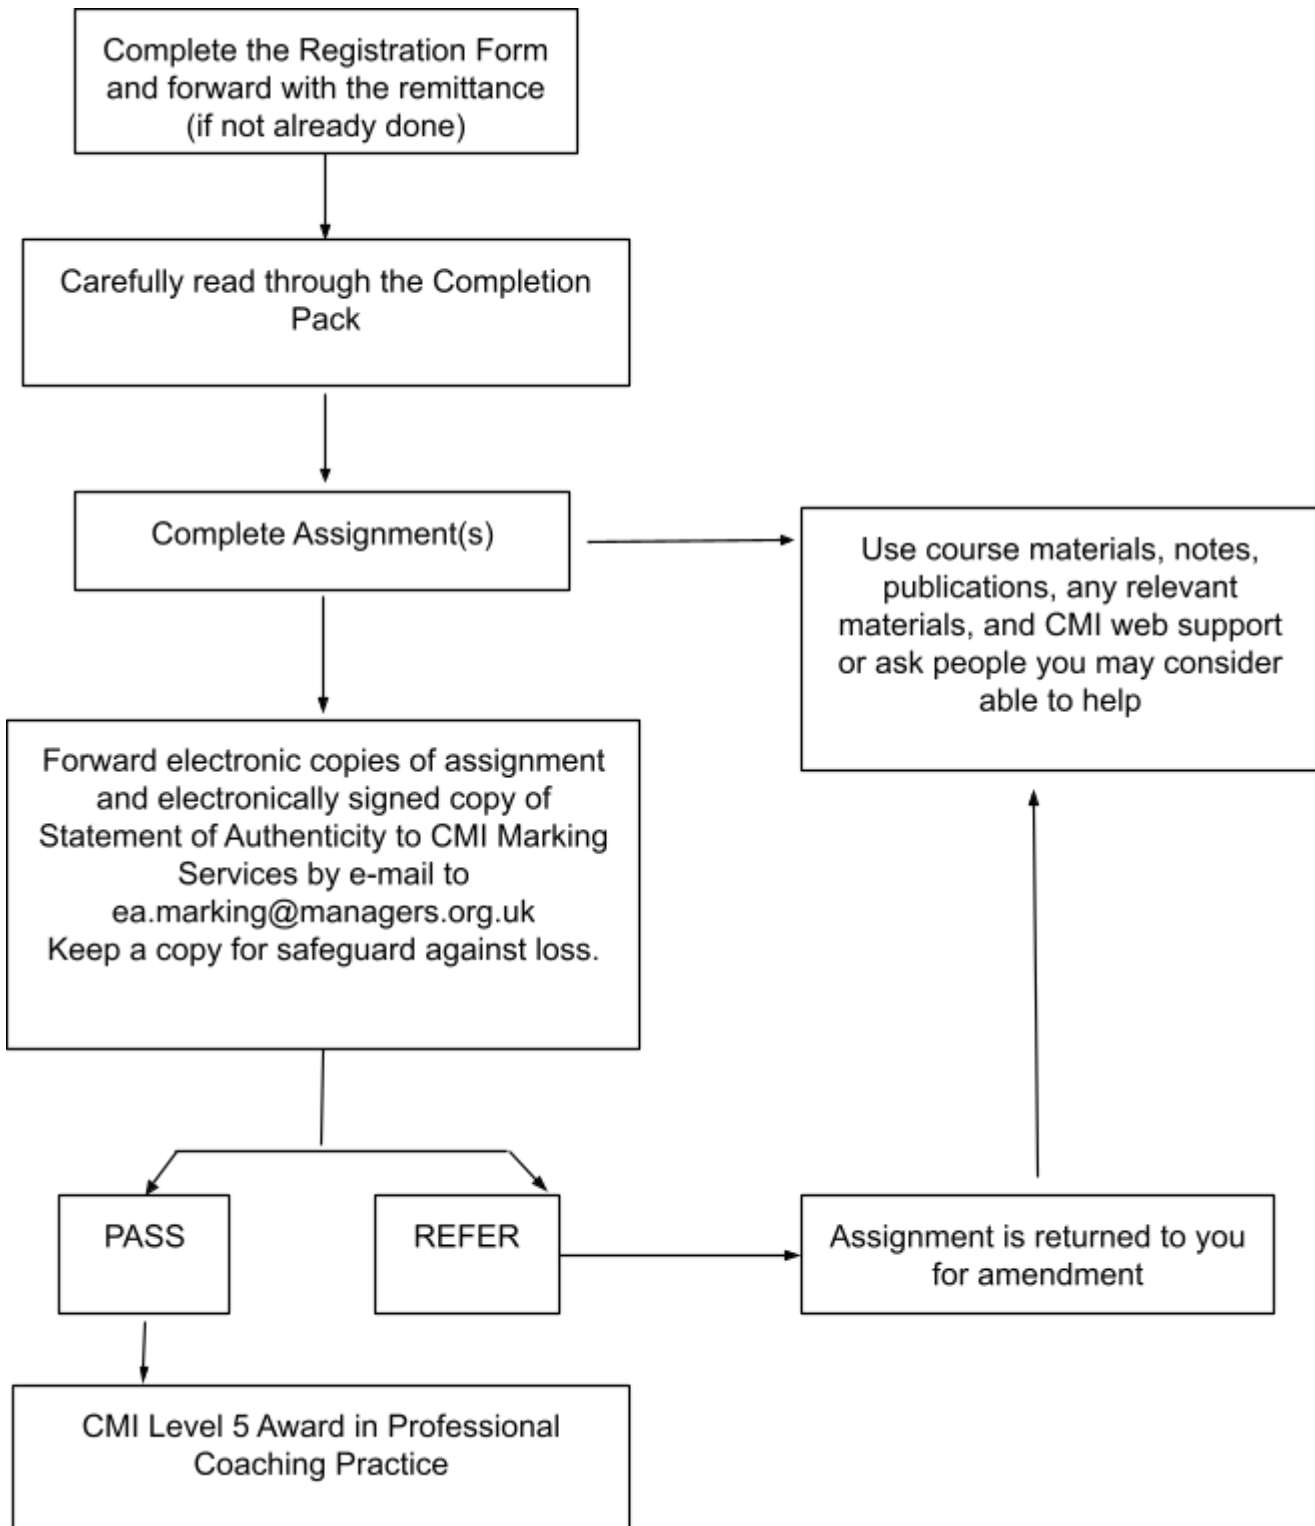 Complete the Registration Form
and forward with the remittance
(if not already done)
Carefully read through the Completion
Pack
Complete Assignment(s)
Use course materials, notes,
publications, any relevant
materials, and CMI web support
or ask people you may consider
able to help
Forward electronic copies of assignment
and electronically signed copy of
Statement of Authenticity to CMI Marking
Services by e-mail to
ea.marking@managers.org.uk
Keep a copy for safeguard against loss.
PASS
REFER
Assignment is returned to you
for amendment
CMI Level 5 Award in Professional
Coaching Practice